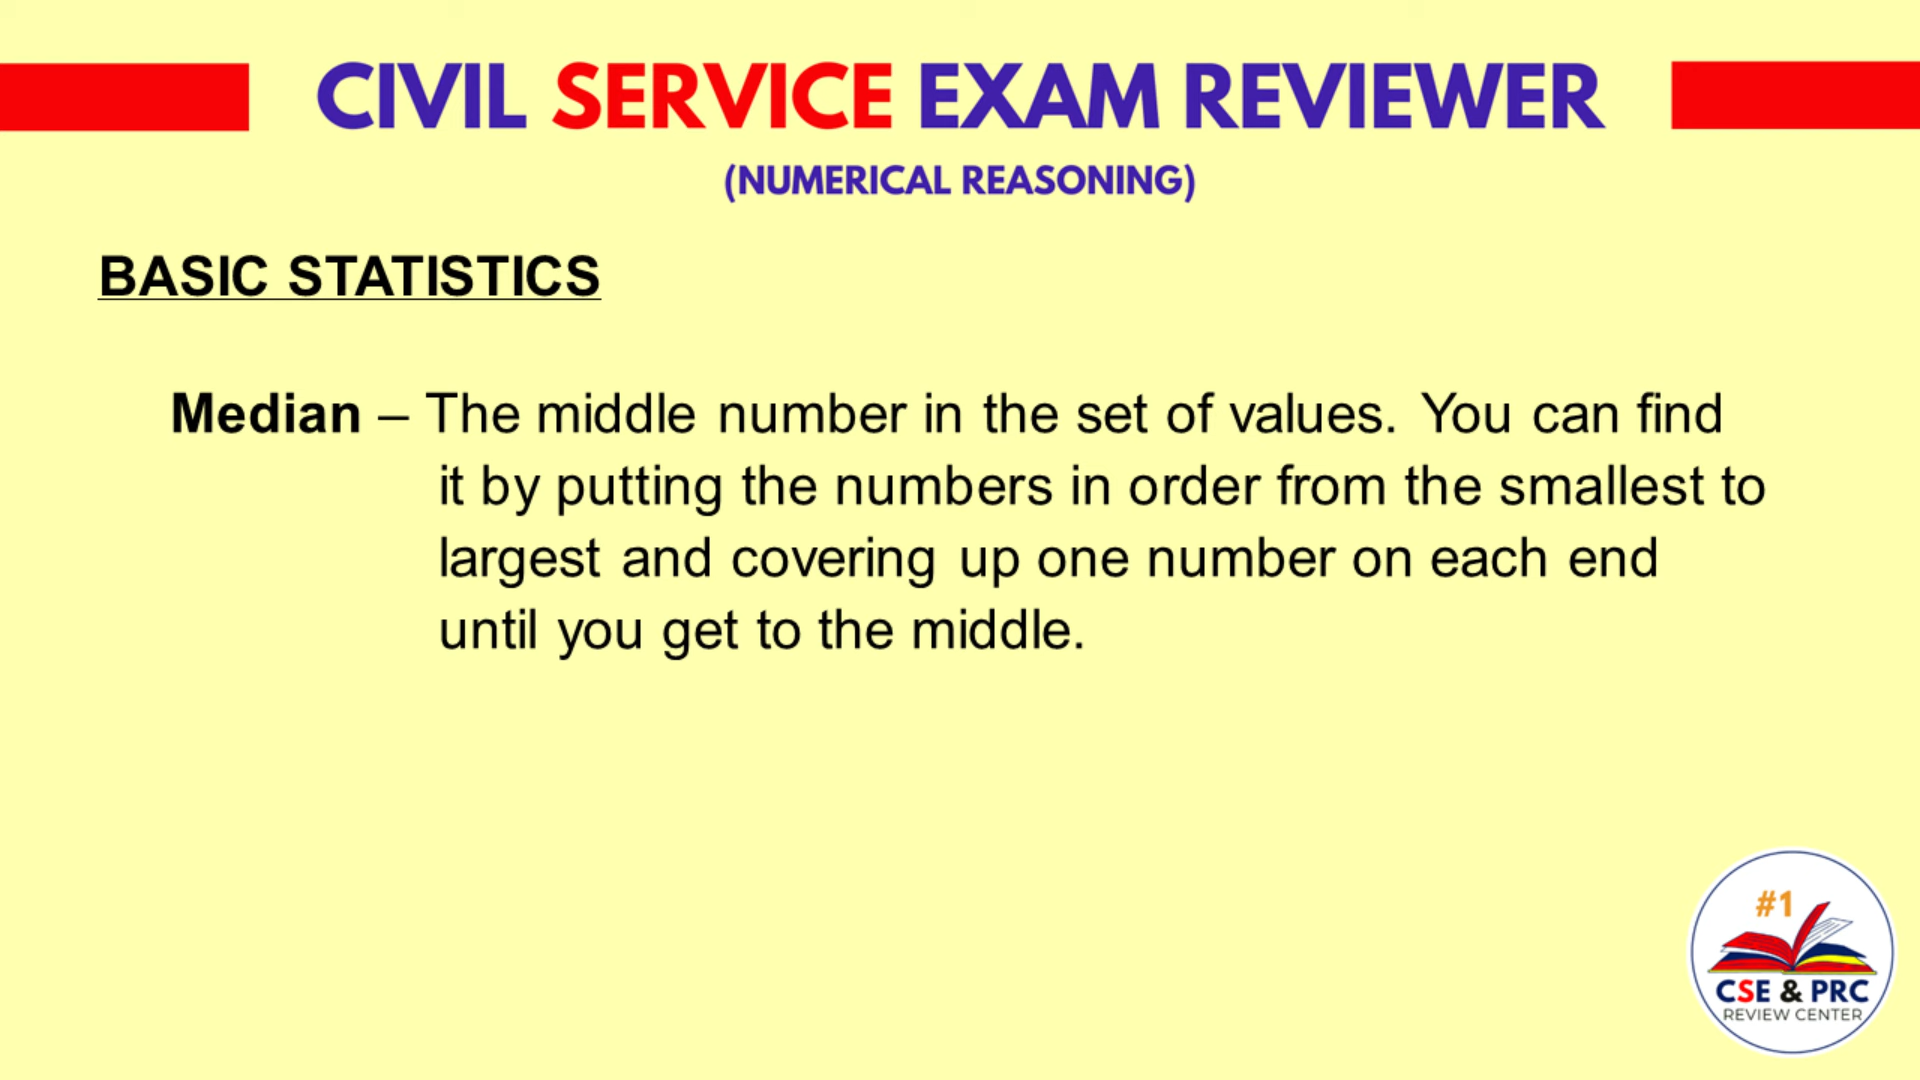 CIVIL SERVICE EXAM REVIEWER
(NUMERICAL REASONING)
BASIC STATISTICS
Median – The middle number in the set of values. You can find
it by putting the numbers in order from the smallest to
largest and covering up one number on each end
until you get to the middle.
#1
CSE & PRC
REVIEW CENTER